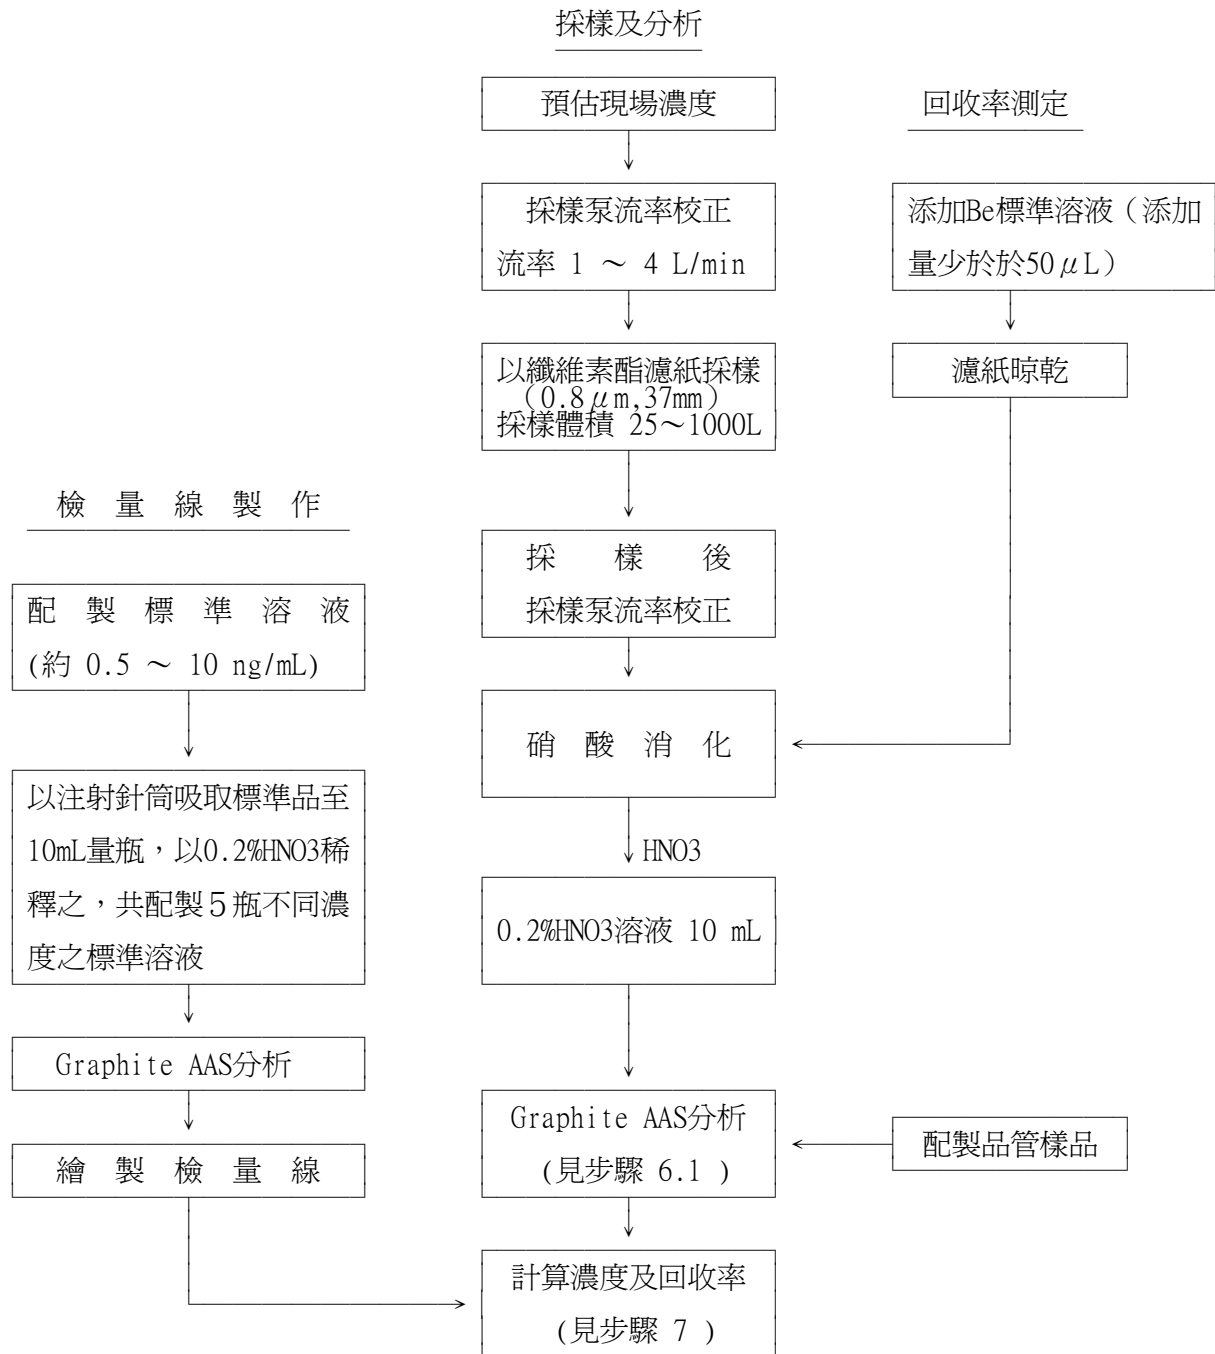 採樣及分析
預估現場濃度
採樣泵流率校正
流率 1 ～ 4 L/min
以纖維素酯濾紙採樣
（0.8μm,37mm）
採樣體積 25～1000L
採 樣 後
採樣泵流率校正
硝 酸 消 化
HNO3
0.2%HNO3溶液 10 mL
Graphite AAS分析
(見步驟 6.1 )
計算濃度及回收率
(見步驟 7 )
回收率測定
添加Be標準溶液（添加
量少於於50μL）
濾紙晾乾
配製品管樣品
檢 量 線 製 作
配 製 標 準 溶 液
(約 0.5 ～ 10 ng/mL)
以注射針筒吸取標準品至
10mL量瓶，以0.2%HNO3稀
釋之，共配製５瓶不同濃
度之標準溶液
Graphite AAS分析
繪 製 檢 量 線